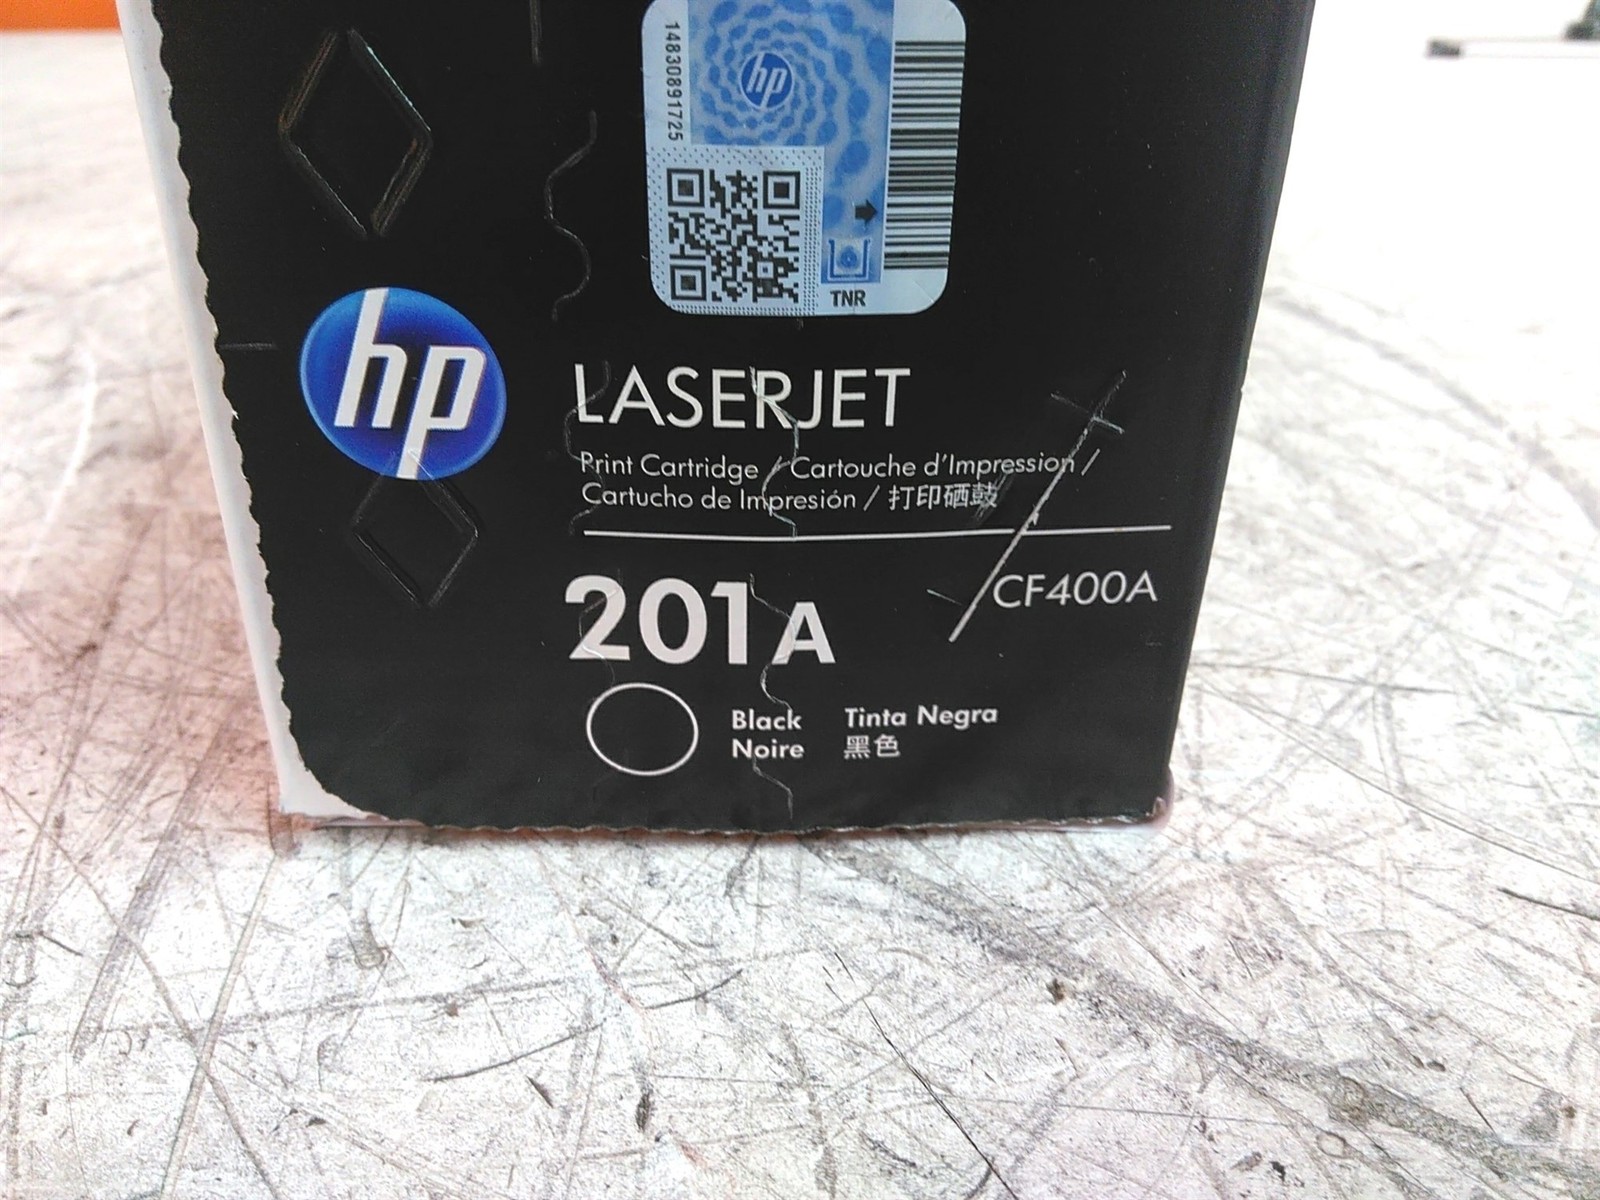 14830891725
hp
TNR
hp
LASERJET
Print Cartridge / Cartouche d'Impression /
Cartucho de Impresión / 打印硒鼓
201A
CF400A
Black Tinta Negra
Noire 黑色